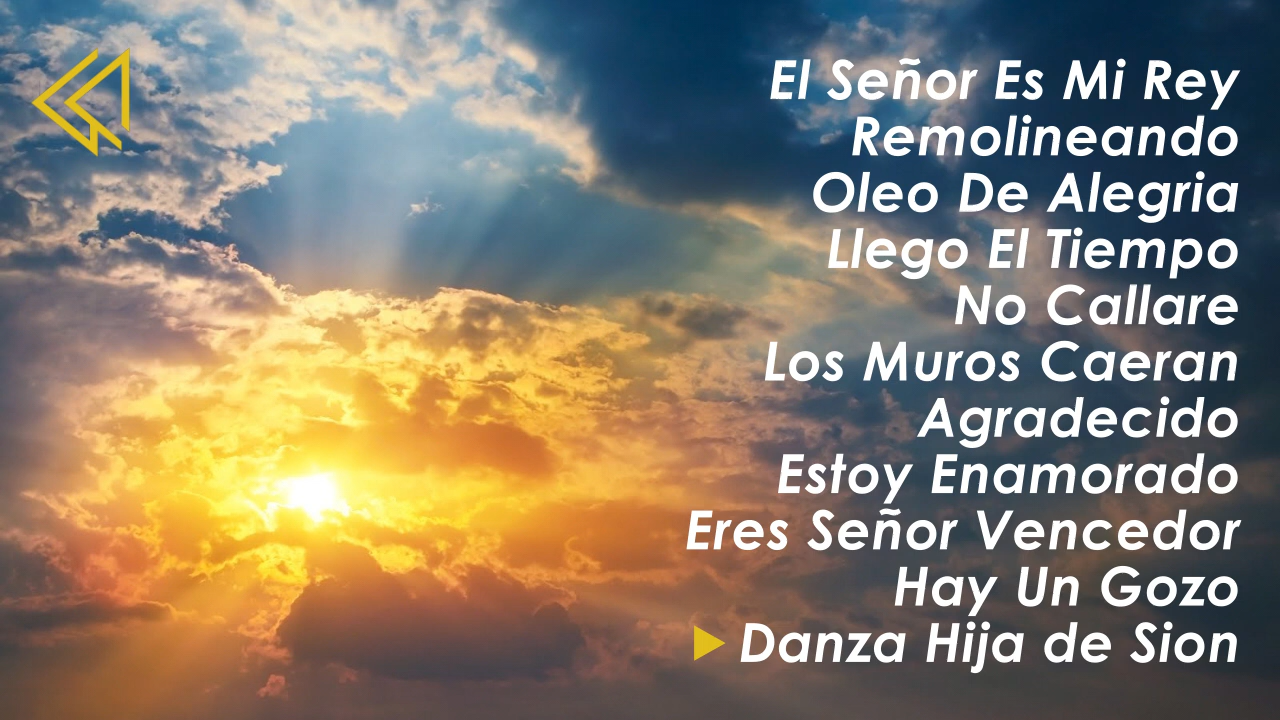 El Señor Es Mi Rey
Remolineando
Oleo De Alegria
Llego El Tiempo
No Callare
Los Muros Caeran
Agradecido
Estoy Enamorado
Eres Señor Vencedor
Hay Un Gozo
Danza Hija de Sion